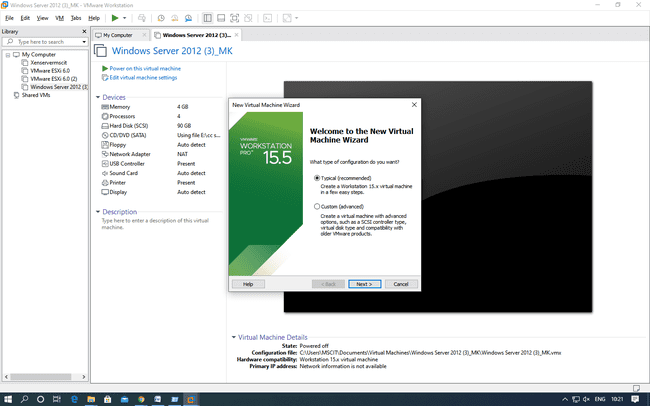 Windows Server 2012 (3)_MK - VMware Workstation
File Edit View VM Tabs Help
Library
Type here to search
My Computer
Xenservermscit
VMware ESXi 6.0
VMware ESXi 6.0 (2)
Windows Server 2012 (3)
Shared VMs
My Computer
Windows Server 2012 (3)...
Windows Server 2012 (3)_MK
Power on this virtual machine
Edit virtual machine settings
Devices
Memory 4 GB
Processors 4
Hard Disk (SCSI) 90 GB
CD/DVD (SATA) Using file E:\cc s...
Floppy Auto detect
Network Adapter NAT
USB Controller Present
Sound Card Auto detect
Printer Present
Display Auto detect
Description
Type here to enter a description of this virtual
machine.
New Virtual Machine Wizard
VMWARE
WORKSTATION
PRO™
15.5
Welcome to the New Virtual
Machine Wizard
What type of configuration do you want?
Typical (recommended)
Create a Workstation 15.x virtual machine
in a few easy steps.
Custom (advanced)
Create a virtual machine with advanced
options, such as a SCSI controller type,
virtual disk type and compatibility with
older VMware products.
Help
< Back
Next >
Cancel
Virtual Machine Details
State: Powered off
Configuration file: C:\Users\MSCIT\Documents\Virtual Machines\Windows Server 2012 (3)_MK\Windows Server 2012 (3)_MK.vmx
Hardware compatibility: Workstation 15.x virtual machine
Primary IP address: Network information is not available
ENG 10:21